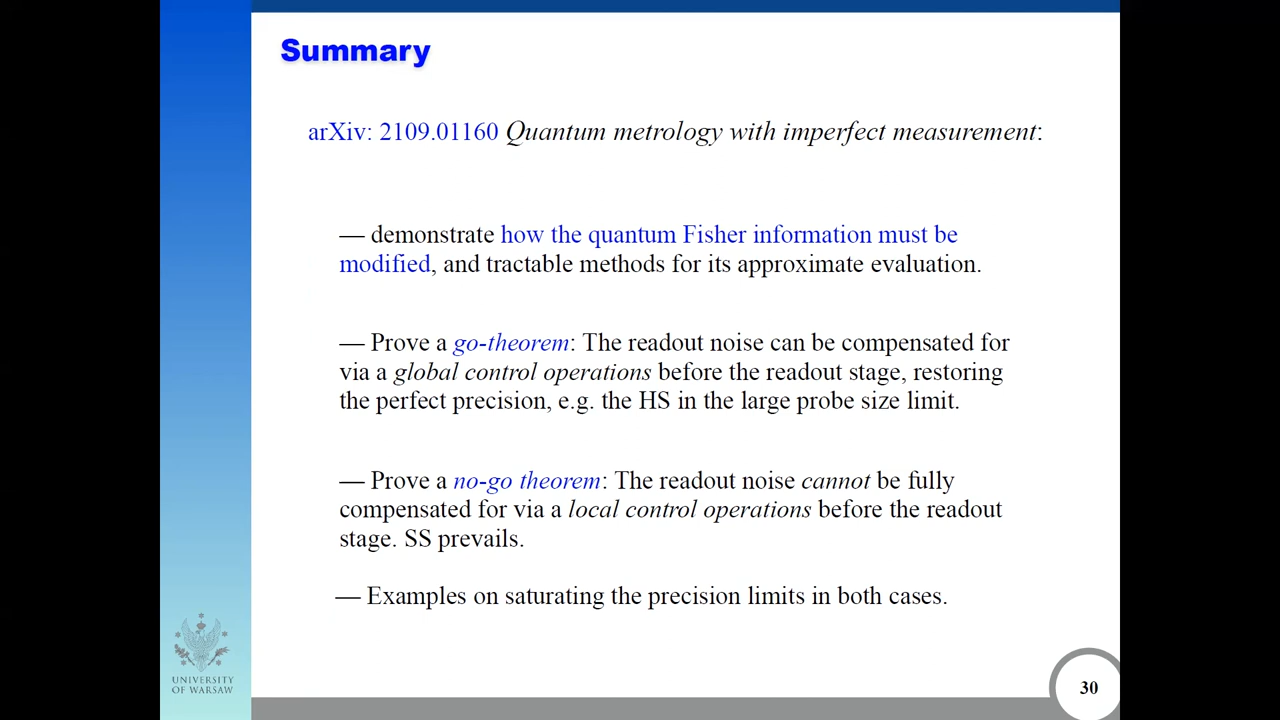 Summary
arXiv: 2109.01160 Quantum metrology with imperfect measurement:
— demonstrate how the quantum Fisher information must be
modified, and tractable methods for its approximate evaluation.
— Prove a go-theorem: The readout noise can be compensated for
via a global control operations before the readout stage, restoring
the perfect precision, e.g. the HS in the large probe size limit.
— Prove a no-go theorem: The readout noise cannot be fully
compensated for via a local control operations before the readout
stage. SS prevails.
— Examples on saturating the precision limits in both cases.
UNIVERSITY
OF WARSAW
30